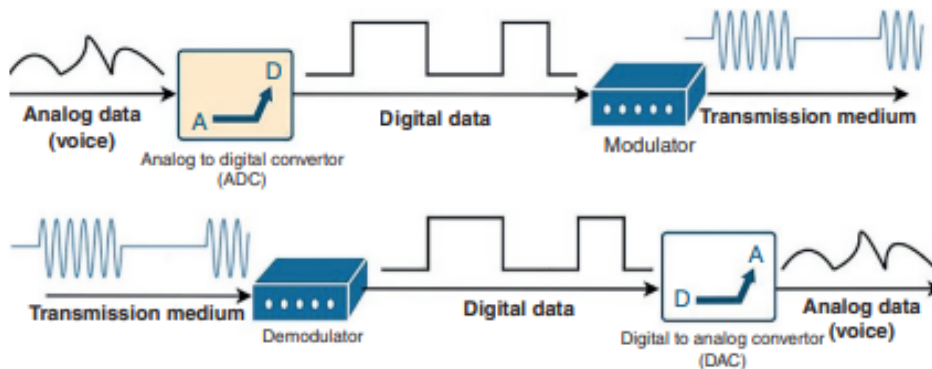 D
A
Analog data
(voice)
Digital data
Transmission medium
Modulator
Analog to digital convertor
(ADC)
A
D
Transmission medium
Digital data
Analog data
(voice)
Demodulator
Digital to analog convertor
(DAC)